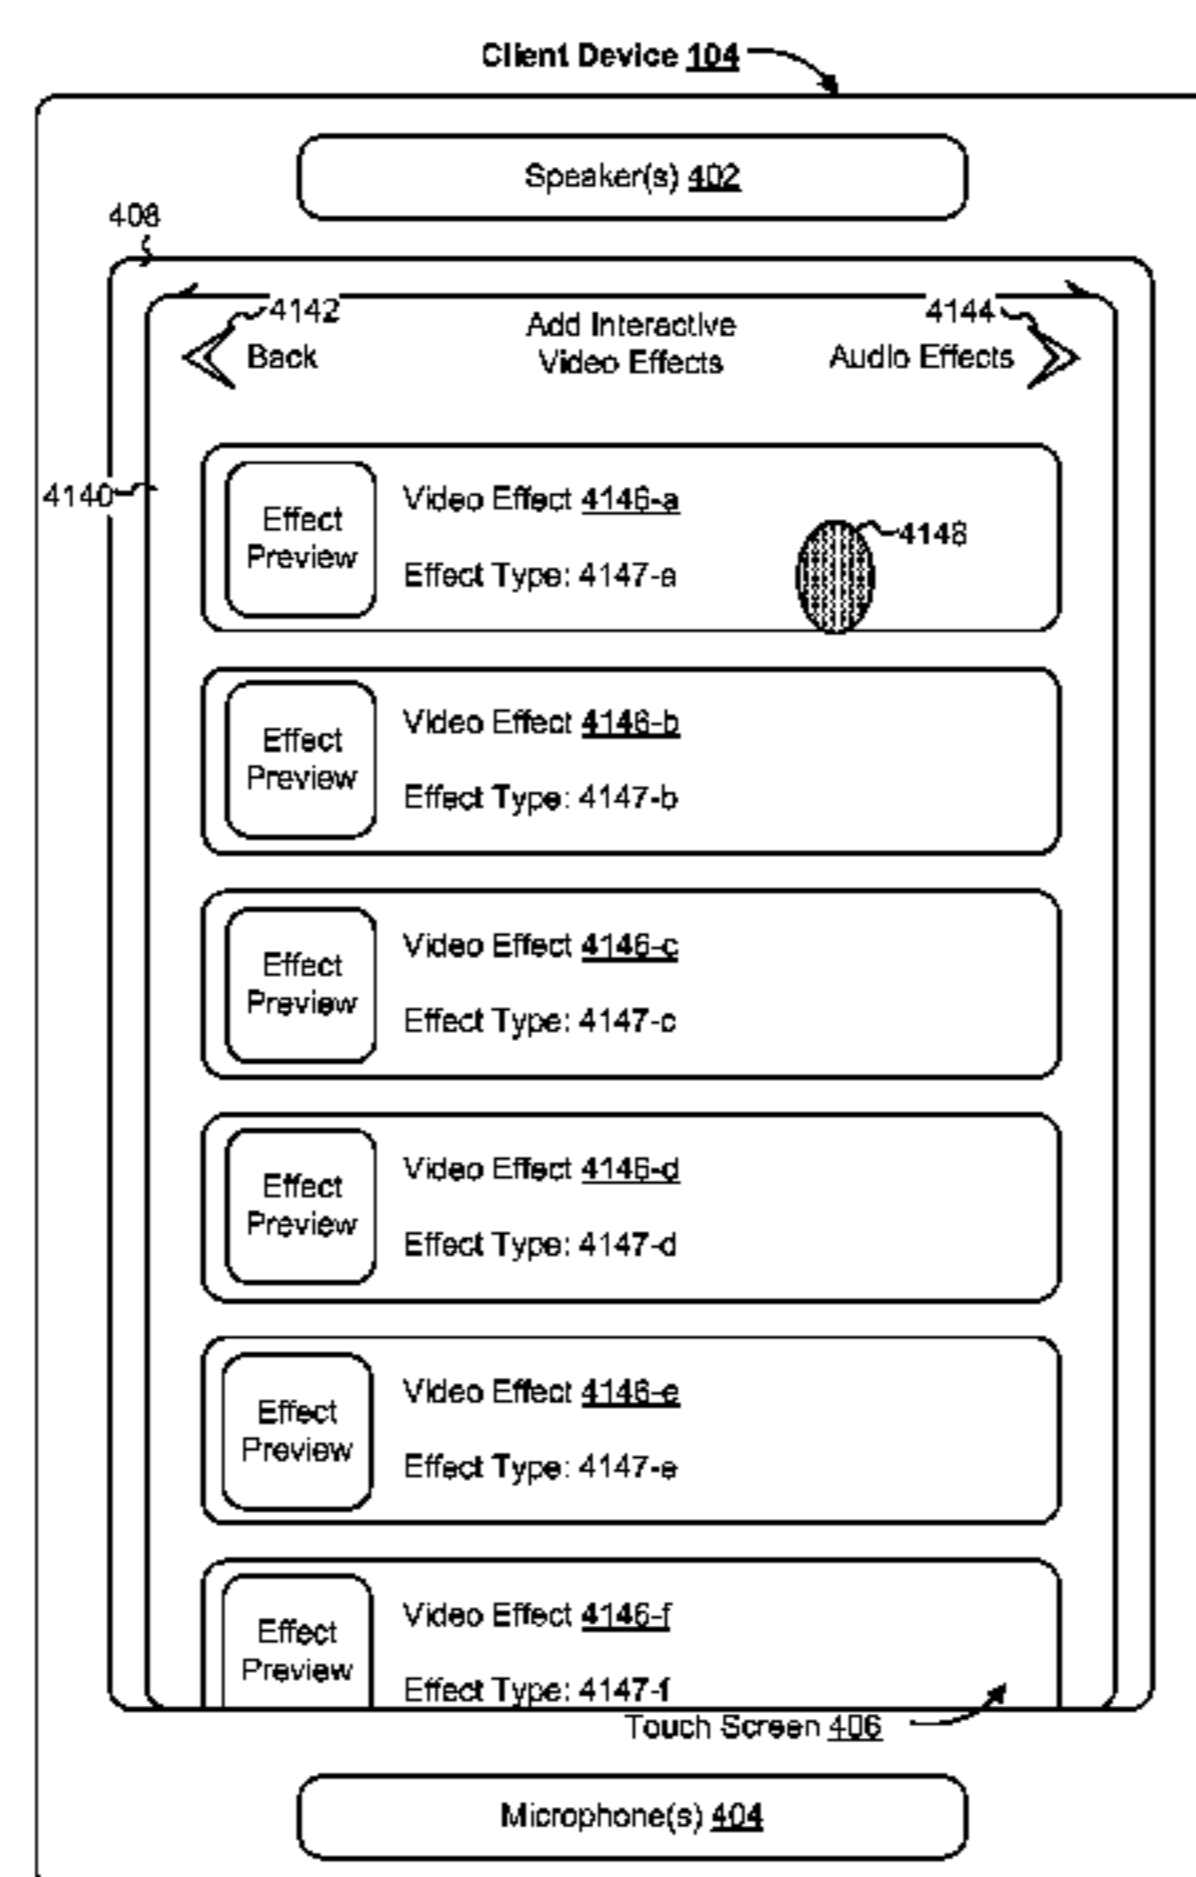 Client Device 104
Speaker(s) 402
408
4142
4144
Add Interactive
Video Effects
Back
Audio Effects
4140
Effect
Preview
Video Effect 4146-a
Effect Type: 4147-a
4148
Effect
Preview
Video Effect 4146-b
Effect Type: 4147-b
Effect
Preview
Video Effect 4146-c
Effect Type: 4147-c
Effect
Preview
Video Effect 4146-d
Effect Type: 4147-d
Effect
Preview
Video Effect 4146-e
Effect Type: 4147-e
Effect
Preview
Video Effect 4146-f
Effect Type: 4147-f
Touch Screen 406
Microphone(s) 404